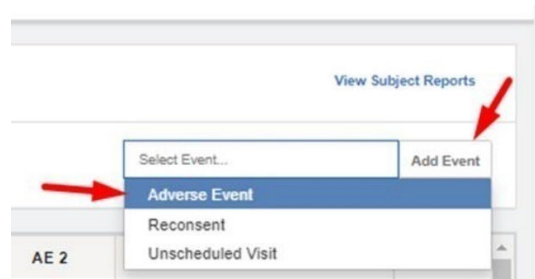 View Subject Reports
Select Event... Add Event
Adverse Event
Reconsent
Unscheduled Visit
AE 2